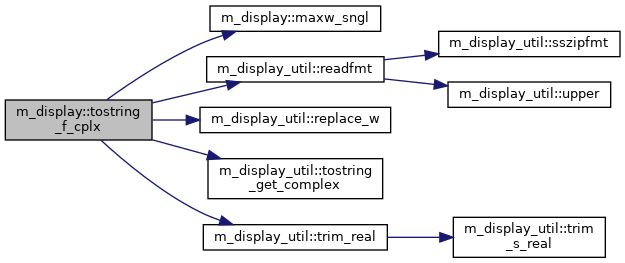 m_display::tostring
_f_cplx
m_display::maxw_sngl
m_display_util::readfmt
m_display_util::sszipfmt
m_display_util::upper
m_display_util::replace_w
m_display_util::tostring
_get_complex
m_display_util::trim_real
m_display_util::trim
_s_real